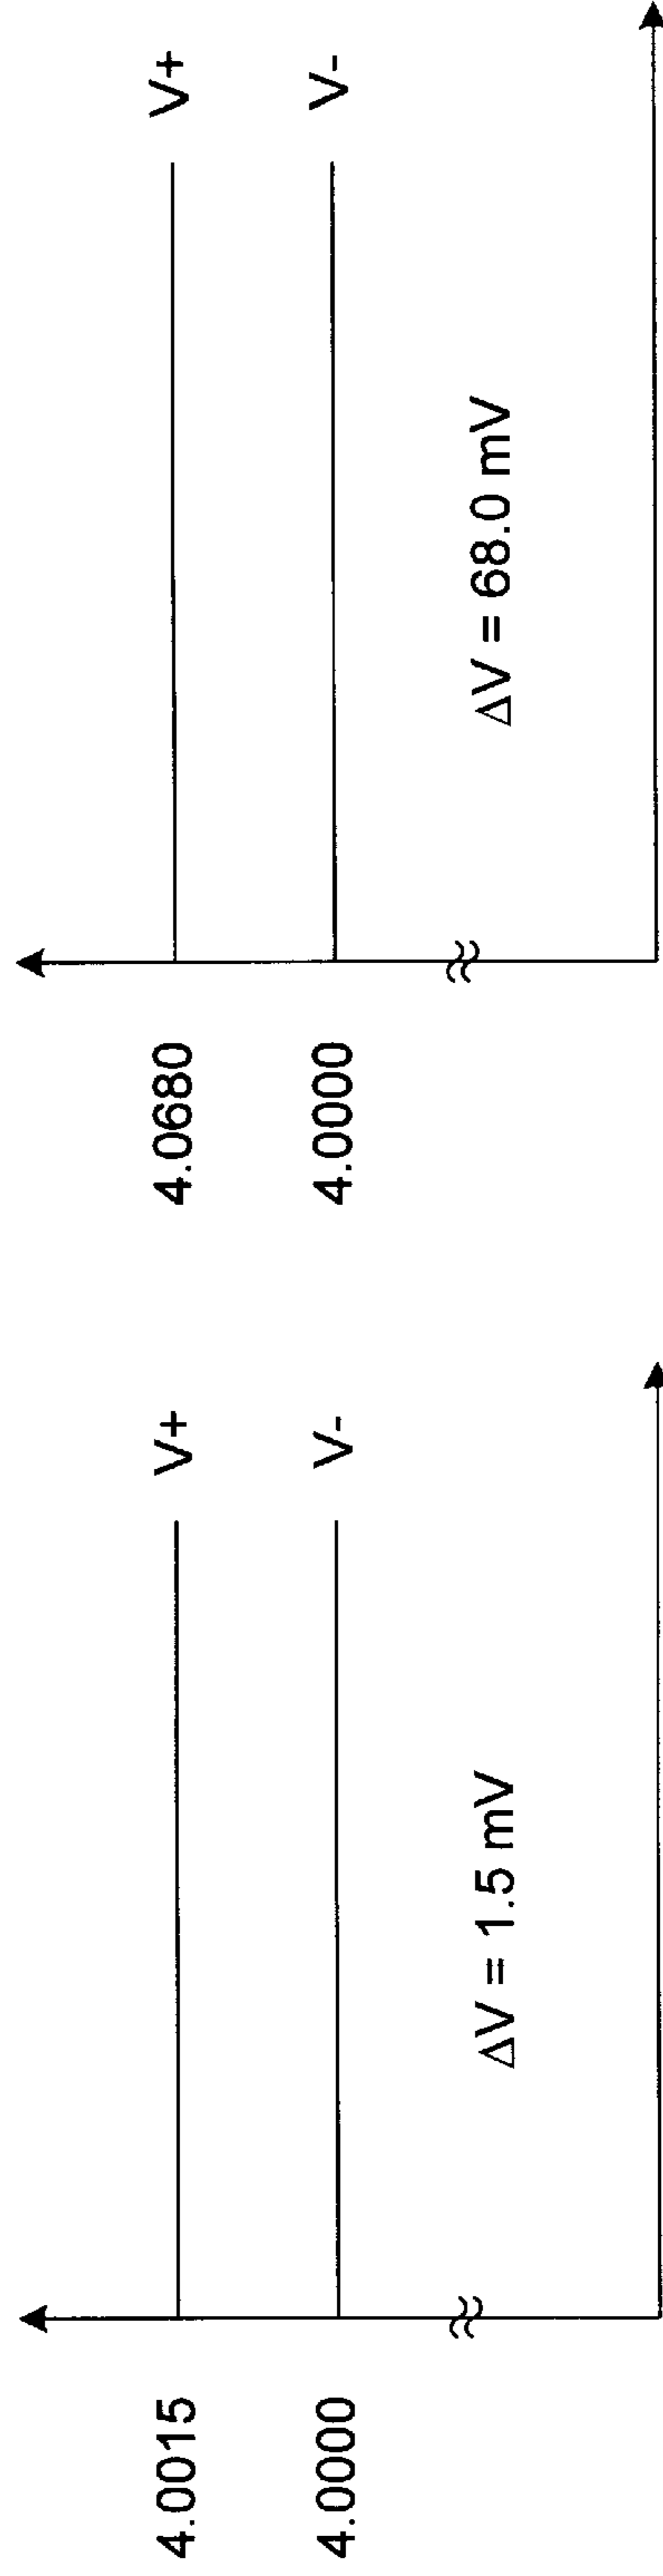 4.0015
V+
4.0000
V-
ΔV = 1.5 mV
4.0680
V+
4.0000
V-
ΔV = 68.0 mV